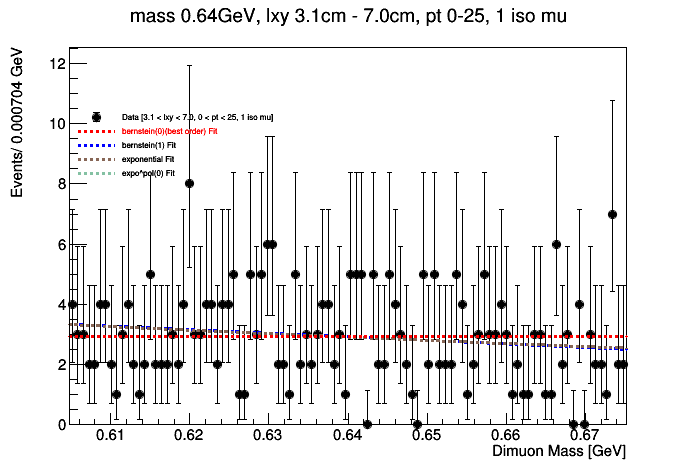 mass 0.64GeV, lxy 3.1cm - 7.0cm, pt 0-25, 1 iso mu
Events/ 0.000704 GeV
12
10
8
6
4
2
0
Data [3.1 < lxy < 7.0, 0 < pt < 25, 1 iso mu]
bernstein(0)(best order) Fit
bernstein(1) Fit
exponential Fit
expo*pol(0) Fit
0.61 0.62 0.63 0.64 0.65 0.66 0.67
Dimuon Mass [GeV]